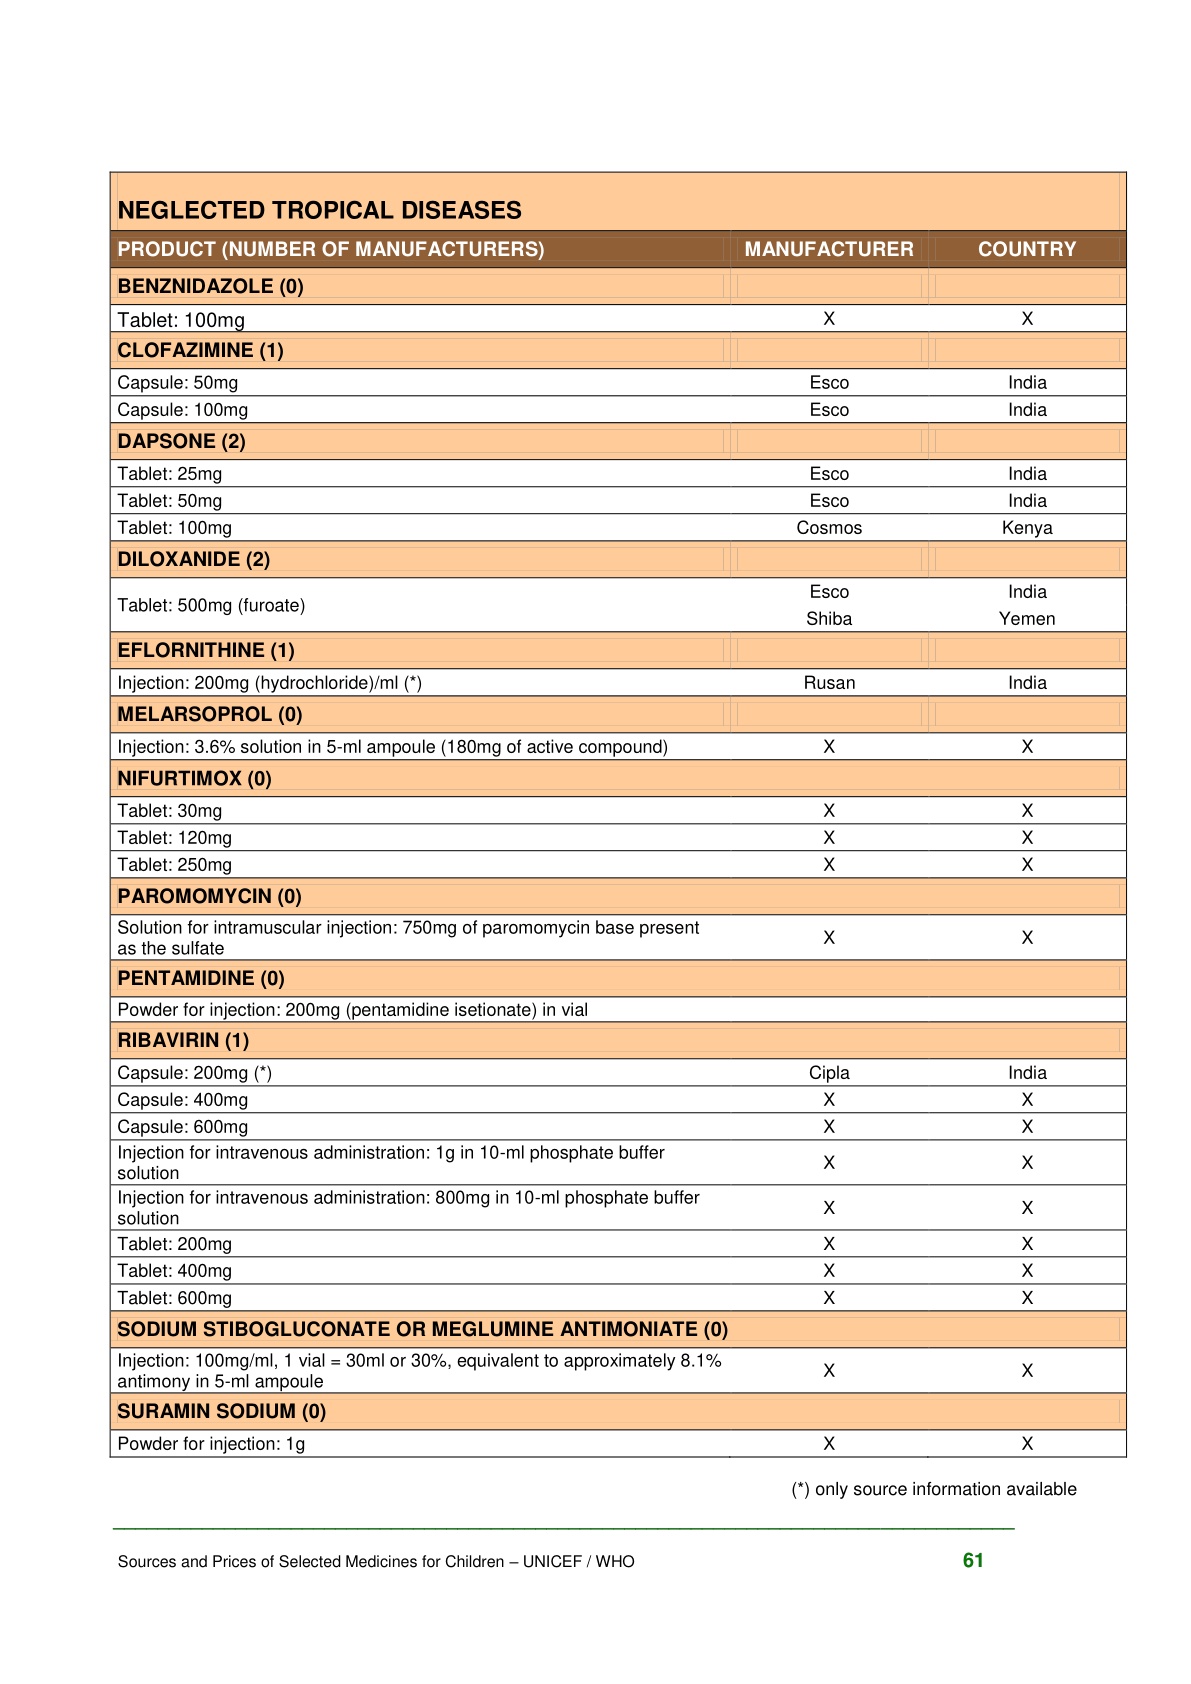 NEGLECTED TROPICAL DISEASES
PRODUCT (NUMBER OF MANUFACTURERS) MANUFACTURER COUNTRY
BENZNIDAZOLE (0)
Tablet: 100mg X X
CLOFAZIMINE (1)
Capsule: 50mg Esco India
Capsule: 100mg Esco India
DAPSONE (2)
Tablet: 25mg Esco India
Tablet: 50mg Esco India
Tablet: 100mg Cosmos Kenya
DILOXANIDE (2)
Tablet: 500mg (furoate)
Esco India
Shiba Yemen
EFLORNITHINE (1)
Injection: 200mg (hydrochloride)/ml (*) Rusan India
MELARSOPROL (0)
Injection: 3.6% solution in 5-ml ampoule (180mg of active compound) X X
NIFURTIMOX (0)
Tablet: 30mg X X
Tablet: 120mg X X
Tablet: 250mg X X
PAROMOMYCIN (0)
Solution for intramuscular injection: 750mg of paromomycin base present
as the sulfate
X X
PENTAMIDINE (0)
Powder for injection: 200mg (pentamidine isetionate) in vial
RIBAVIRIN (1)
Capsule: 200mg (*) Cipla India
Capsule: 400mg X X
Capsule: 600mg X X
Injection for intravenous administration: 1g in 10-ml phosphate buffer
solution
X X
Injection for intravenous administration: 800mg in 10-ml phosphate buffer
solution
X X
Tablet: 200mg X X
Tablet: 400mg X X
Tablet: 600mg X X
SODIUM STIBOGLUCONATE OR MEGLUMINE ANTIMONIATE (0)
Injection: 100mg/ml, 1 vial = 30ml or 30%, equivalent to approximately 8.1%
antimony in 5-ml ampoule
X X
SURAMIN SODIUM (0)
Powder for injection: 1g X X
(*) only source information available
Sources and Prices of Selected Medicines for Children – UNICEF / WHO 61